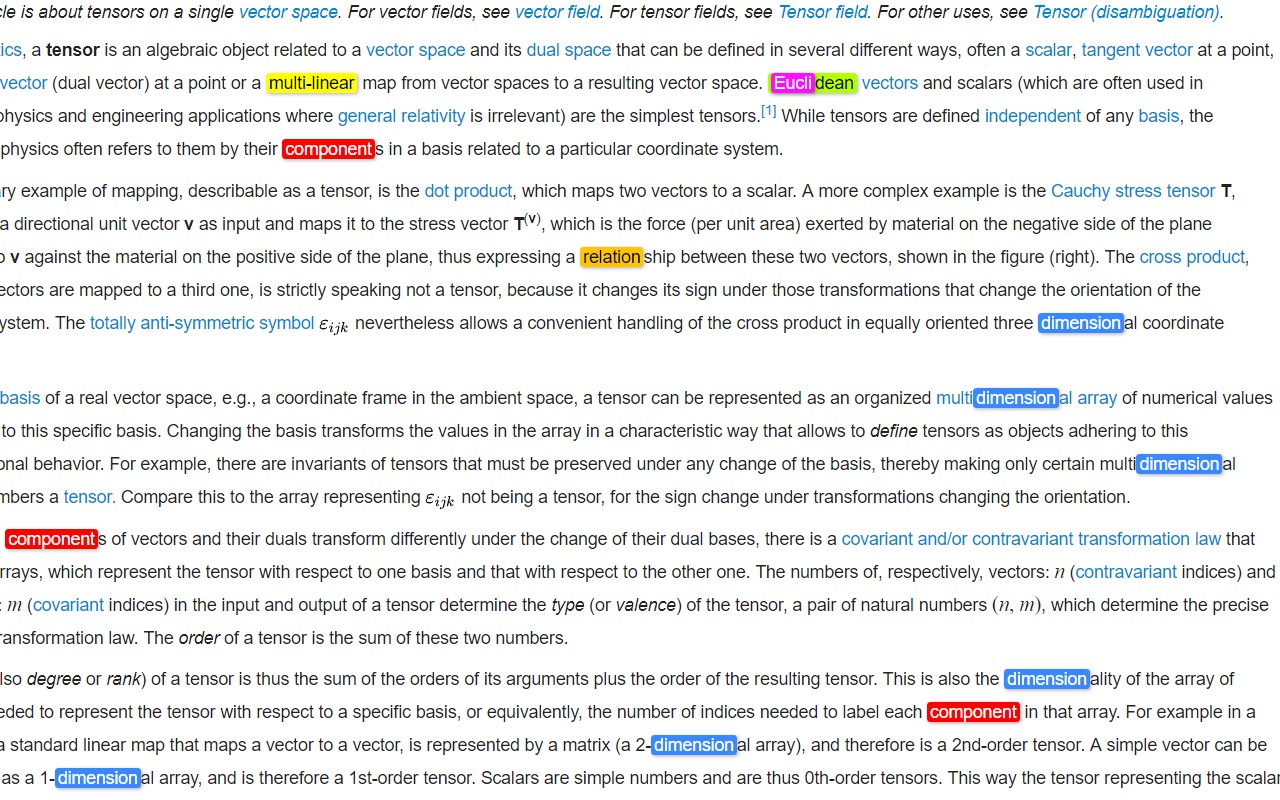 cle is about tensors on a single vector space. For vector fields, see vector field. For tensor fields, see Tensor field. For other uses, see Tensor (disambiguation).
tics, a tensor is an algebraic object related to a vector space and its dual space that can be defined in several different ways, often a scalar, tangent vector at a point,
vector (dual vector) at a point or a multi-linear map from vector spaces to a resulting vector space. Euclidean vectors and scalars (which are often used in
physics and engineering applications where general relativity is irrelevant) are the simplest tensors.[1] While tensors are defined independent of any basis, the
physics often refers to them by their components in a basis related to a particular coordinate system.
ry example of mapping, describable as a tensor, is the dot product, which maps two vectors to a scalar. A more complex example is the Cauchy stress tensor T,
a directional unit vector v as input and maps it to the stress vector T(v), which is the force (per unit area) exerted by material on the negative side of the plane
o v against the material on the positive side of the plane, thus expressing a relationship between these two vectors, shown in the figure (right). The cross product,
ectors are mapped to a third one, is strictly speaking not a tensor, because it changes its sign under those transformations that change the orientation of the
ystem. The totally anti-symmetric symbol εijk nevertheless allows a convenient handling of the cross product in equally oriented three dimensional coordinate
basis of a real vector space, e.g., a coordinate frame in the ambient space, a tensor can be represented as an organized multidimensional array of numerical values
to this specific basis. Changing the basis transforms the values in the array in a characteristic way that allows to define tensors as objects adhering to this
onal behavior. For example, there are invariants of tensors that must be preserved under any change of the basis, thereby making only certain multidimensional
mbers a tensor. Compare this to the array representing εijk not being a tensor, for the sign change under transformations changing the orientation.
components of vectors and their duals transform differently under the change of their dual bases, there is a covariant and/or contravariant transformation law that
rrays, which represent the tensor with respect to one basis and that with respect to the other one. The numbers of, respectively, vectors: n (contravariant indices) and
: m (covariant indices) in the input and output of a tensor determine the type (or valence) of the tensor, a pair of natural numbers (n, m), which determine the precise
ransformation law. The order of a tensor is the sum of these two numbers.
lso degree or rank) of a tensor is thus the sum of the orders of its arguments plus the order of the resulting tensor. This is also the dimensionality of the array of
eded to represent the tensor with respect to a specific basis, or equivalently, the number of indices needed to label each component in that array. For example in a
a standard linear map that maps a vector to a vector, is represented by a matrix (a 2-dimensional array), and therefore is a 2nd-order tensor. A simple vector can be
as a 1-dimensional array, and is therefore a 1st-order tensor. Scalars are simple numbers and are thus 0th-order tensors. This way the tensor representing the scalar